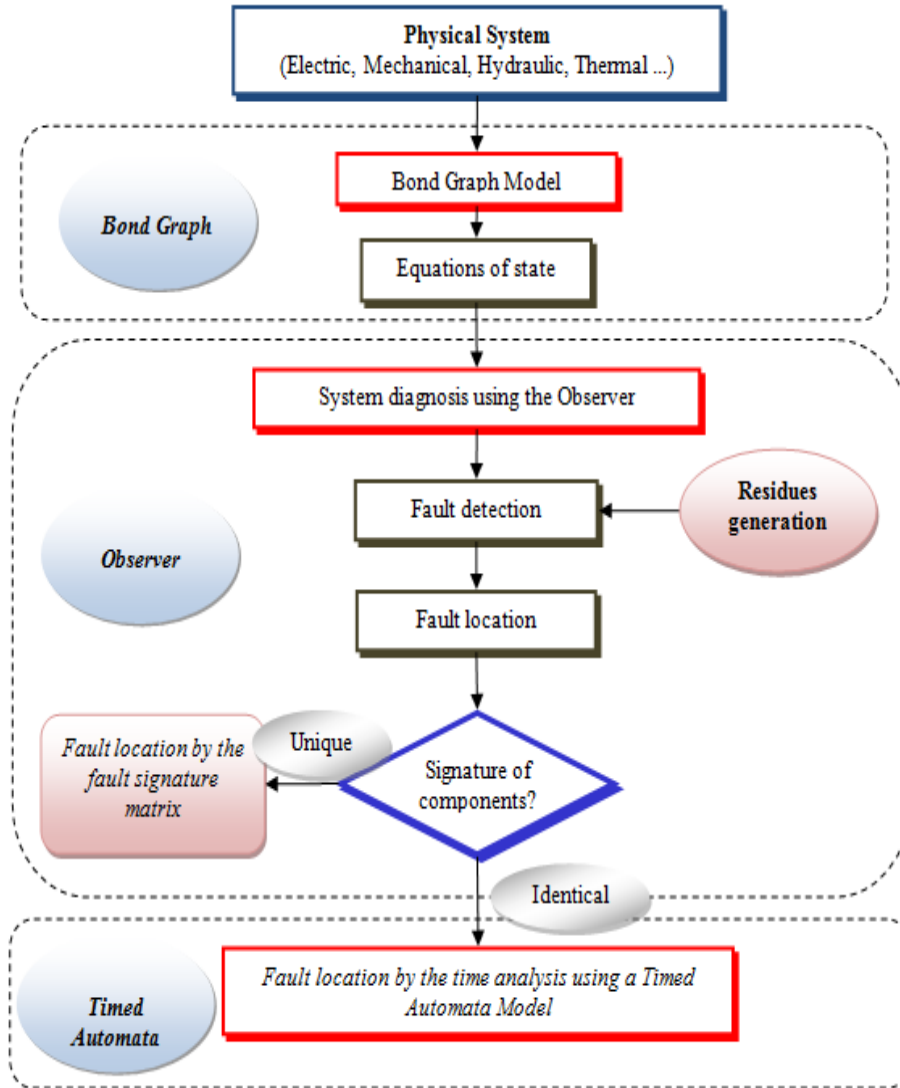 Physical System
(Electric, Mechanical, Hydraulic, Thermal ...)
Bond Graph Model
Bond Graph
Equations of state
System diagnosis using the Observer
Fault detection
Residues
generation
Observer
Fault location
Fault location by the
fault signature
matrix
Unique
Signature of
components?
Identical
Fault location by the time analysis using a Timed
Automata Model
Timed
Automata